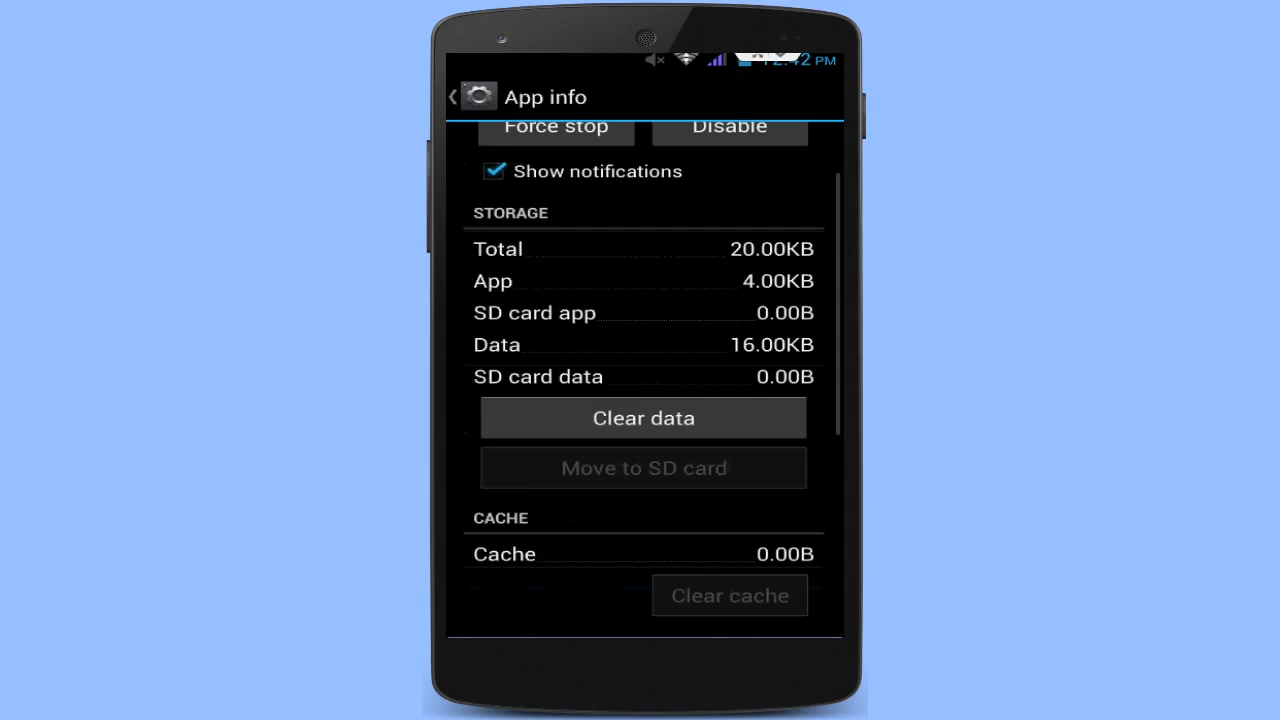 PM
App info
Force stop Disable
Show notifications
STORAGE
Total 20.00KB
App 4.00KB
SD card app 0.00B
Data 16.00KB
SD card data 0.00B
Clear data
Move to SD card
CACHE
Cache 0.00B
Clear cache